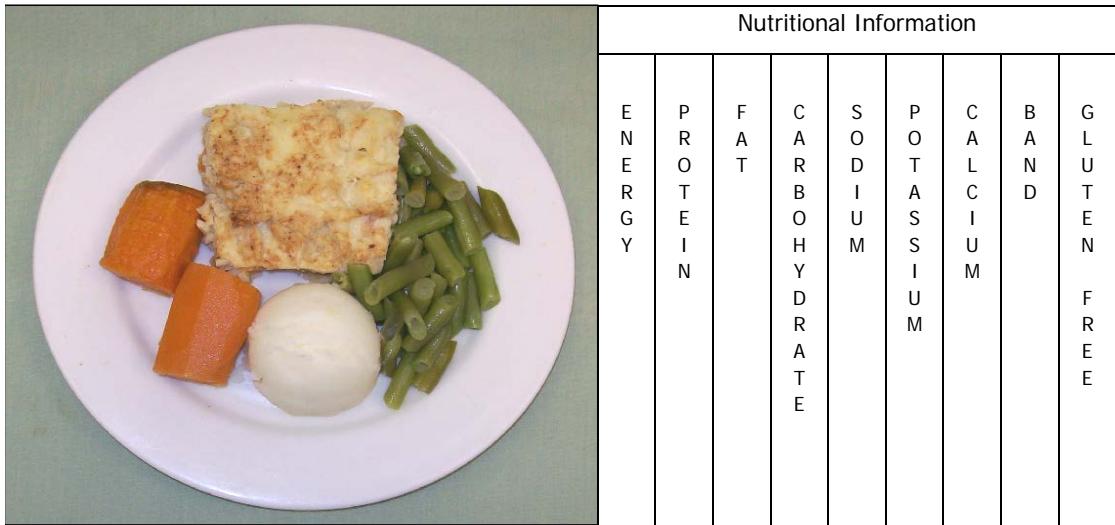 Nutritional Information
ENERGY
PROTEIN
FAT
CARBOHYDRATE
SODIUM
POTASSIUM
CALCIUM
BAND
GLUTEN FREE